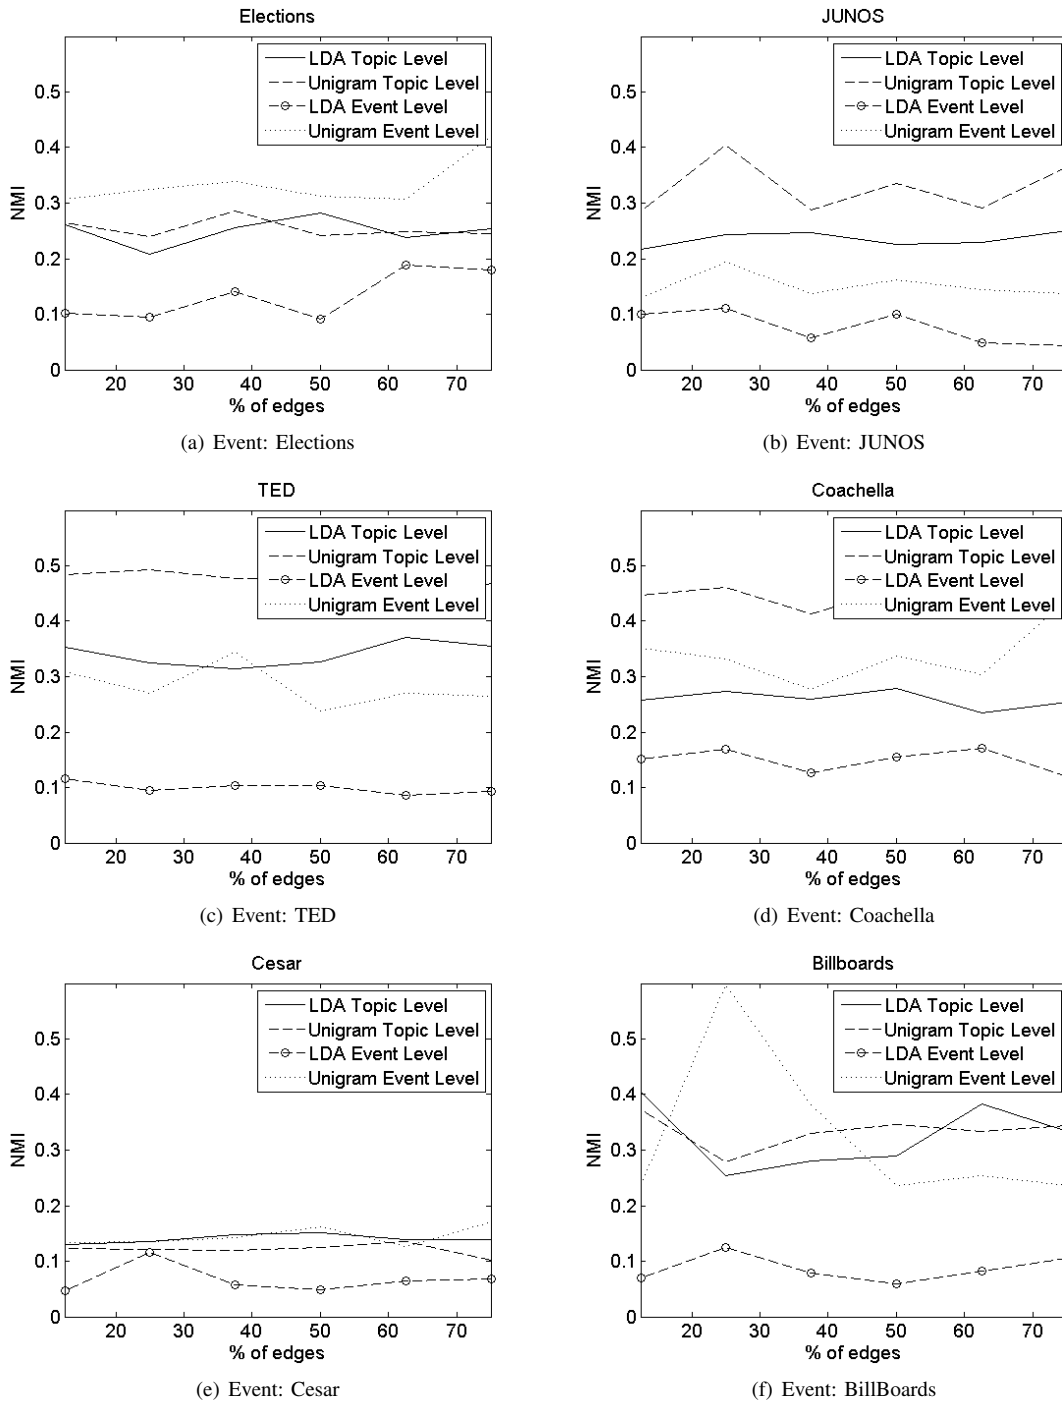 Elections
LDA Topic Level
Unigram Topic Level
LDA Event Level
Unigram Event Level
0.5
0.4
0.3
0.2
0.1
0
NMI
20 30 40 50 60 70
% of edges
(a) Event: Elections
JUNOS
LDA Topic Level
Unigram Topic Level
LDA Event Level
Unigram Event Level
0.5
0.4
0.3
0.2
0.1
0
NMI
20 30 40 50 60 70
% of edges
(b) Event: JUNOS
TED
LDA Topic Level
Unigram Topic Level
LDA Event Level
Unigram Event Level
0.5
0.4
0.3
0.2
0.1
0
NMI
20 30 40 50 60 70
% of edges
(c) Event: TED
Coachella
LDA Topic Level
Unigram Topic Level
LDA Event Level
Unigram Event Level
0.5
0.4
0.3
0.2
0.1
0
NMI
20 30 40 50 60 70
% of edges
(d) Event: Coachella
Cesar
LDA Topic Level
Unigram Topic Level
LDA Event Level
Unigram Event Level
0.5
0.4
0.3
0.2
0.1
0
NMI
20 30 40 50 60 70
% of edges
(e) Event: Cesar
Billboards
LDA Topic Level
Unigram Topic Level
LDA Event Level
Unigram Event Level
0.5
0.4
0.3
0.2
0.1
0
NMI
20 30 40 50 60 70
% of edges
(f) Event: BillBoards